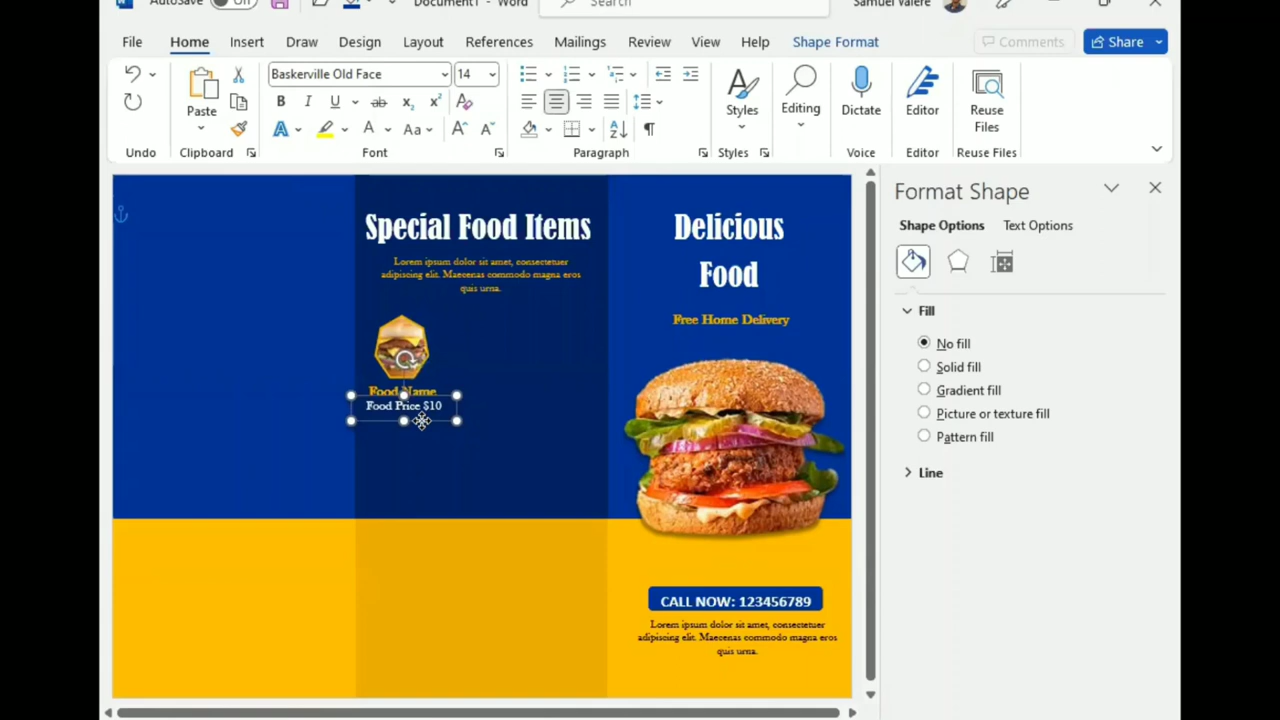 AutoSave Off Document1 - Word Search Samuel Valere
File Home Insert Draw Design Layout References Mailings Review View Help Shape Format Comments Share
Baskerville Old Face 14
Paste Styles Editing Dictate Editor Reuse Files
Undo Clipboard Font Paragraph Styles Voice Editor Reuse Files
Special Food Items
Lorem ipsum dolor sit amet, consectetuer
adipiscing elit. Maecenas commodo magna eros
quis urna.
Food Name
Food Price $10
Delicious
Food
Free Home Delivery
CALL NOW: 123456789
Lorem ipsum dolor sit amet, consectetuer
adipiscing elit. Maecenas commodo magna eros
quis urna.
Format Shape
Shape Options Text Options
Fill
No fill
Solid fill
Gradient fill
Picture or texture fill
Pattern fill
Line